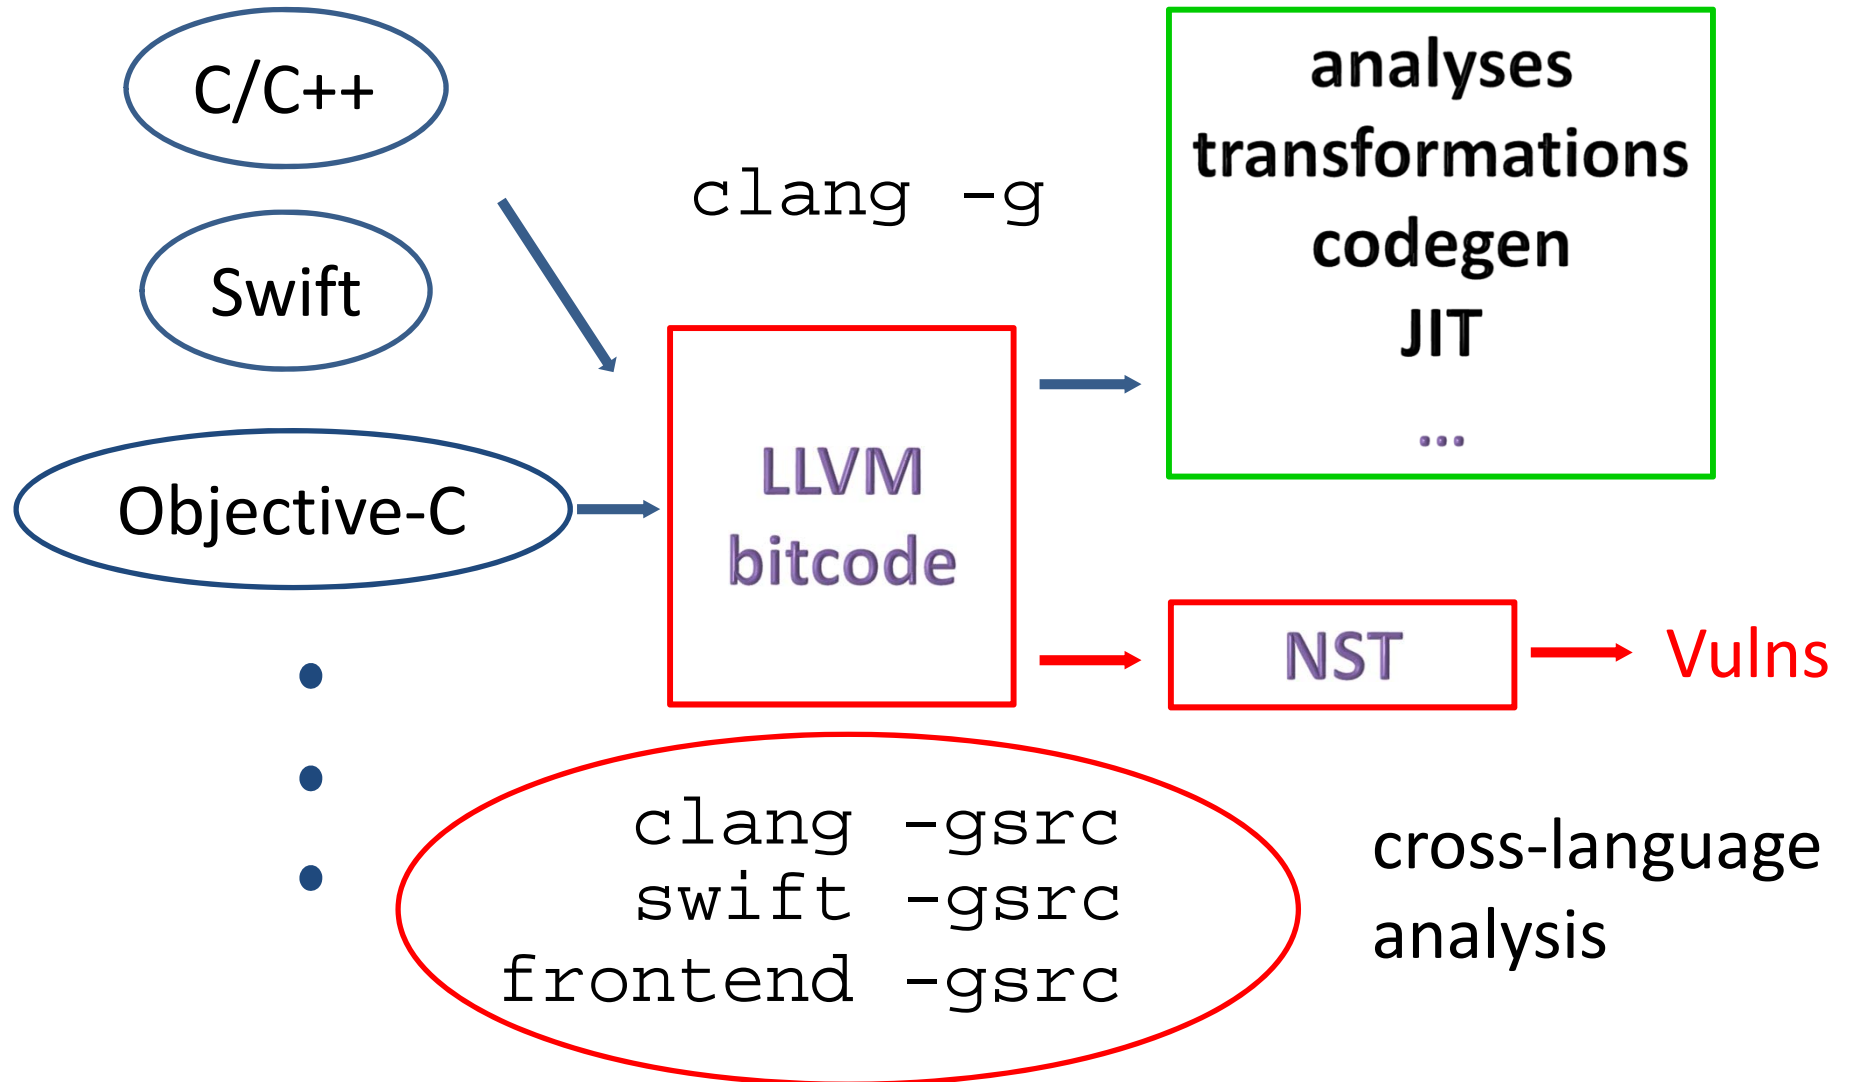 C/C++
Swift
Objective-C
clang -g
LLVM
bitcode
analyses
transformations
codegen
JIT
...
NST
Vulns
clang -gsrc
swift -gsrc
frontend -gsrc
cross-language
analysis